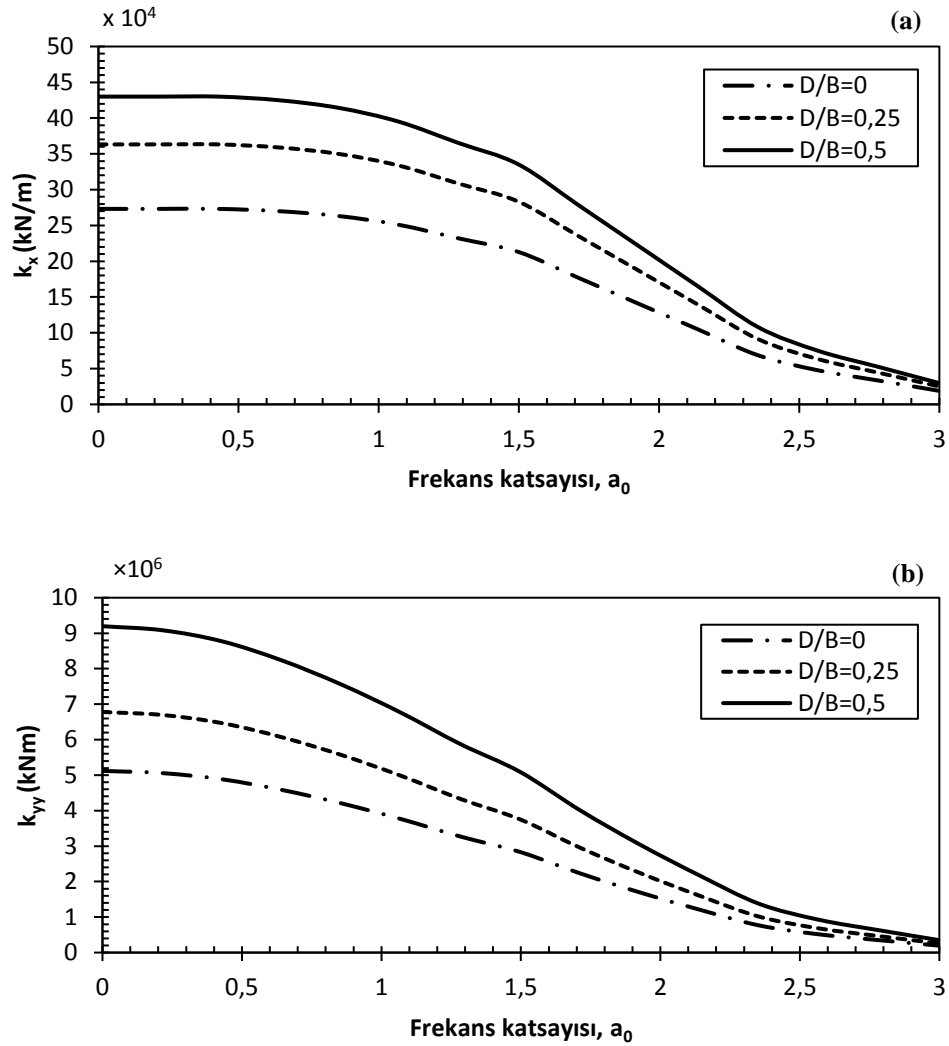 x 10⁴
(a)
50
45
40
35
30
25
20
15
10
5
0
kₓ (kN/m)
D/B=0
D/B=0,25
D/B=0,5
0 0,5 1 1,5 2 2,5 3
Frekans katsayısı, a₀
×10⁶
(b)
10
9
8
7
6
5
4
3
2
1
0
k_yy (kNm)
D/B=0
D/B=0,25
D/B=0,5
0 0,5 1 1,5 2 2,5 3
Frekans katsayısı, a₀